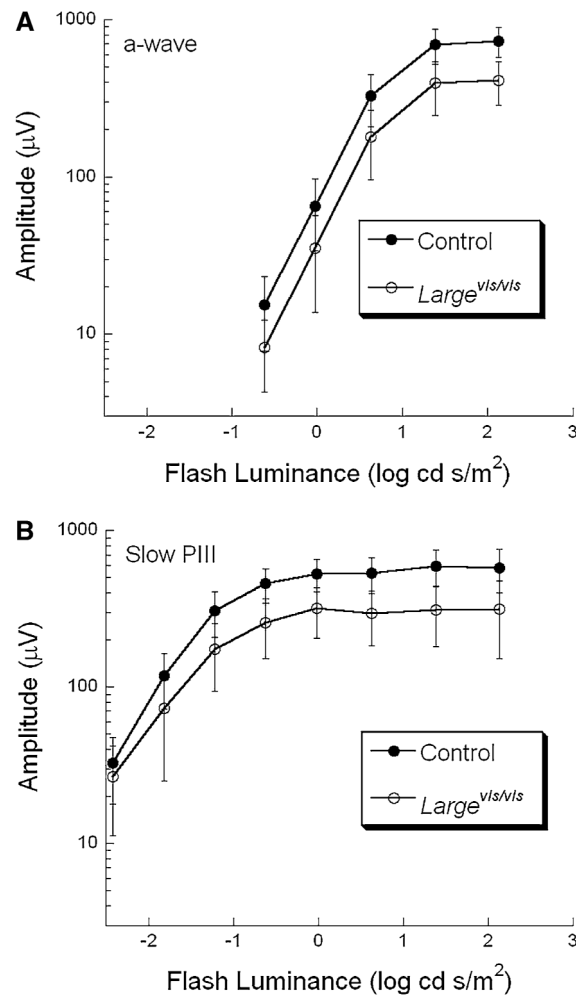 A
a-wave
1000
100
10
Amplitude (μV)
Control
Large^vls/vls
-2 -1 0 1 2 3
Flash Luminance (log cd s/m²)
B
Slow PIII
1000
100
10
Amplitude (μV)
Control
Large^vls/vls
-2 -1 0 1 2 3
Flash Luminance (log cd s/m²)